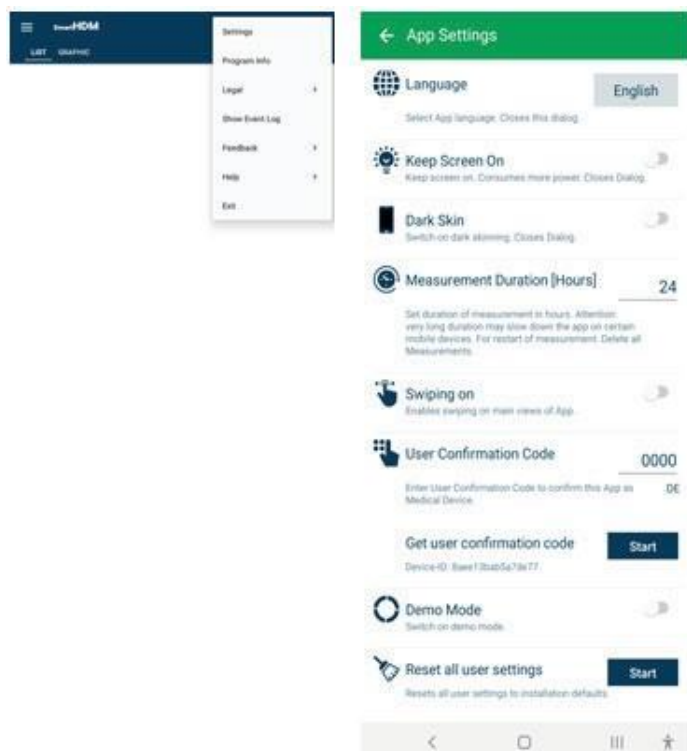 SmartHDM
LIST GRAPHIC
Settings
Program Info
Legal
Show Event Log
Feedback
Help
Exit
App Settings
Language
English
Select App language. Closes this dialog.
Keep Screen On
Keep screen on. Consumes more power. Closes Dialog.
Dark Skin
Switch on dark skinning. Closes Dialog.
Measurement Duration [Hours]
24
Set duration of measurement in hours. Attention:
very long duration may slow down the app on certain
mobile devices. For restart of measurement: Delete all
Measurements.
Swiping on
Enables swiping on main views of App.
User Confirmation Code
0000
Enter User Confirmation Code to confirm this App as
Medical Device.
Get user confirmation code
Start
Device-ID:
Demo Mode
Switch on demo mode.
Reset all user settings
Start
Resets all user settings to installation defaults.